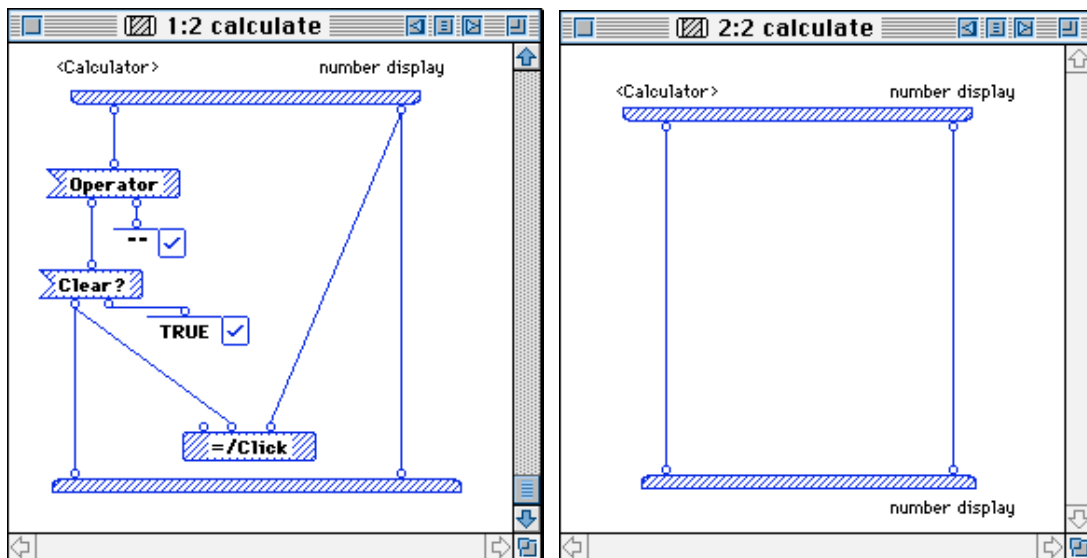 1:2 calculate
<Calculator> number display
Operator
""
Clear?
TRUE
=/Click
2:2 calculate
<Calculator> number display
number display